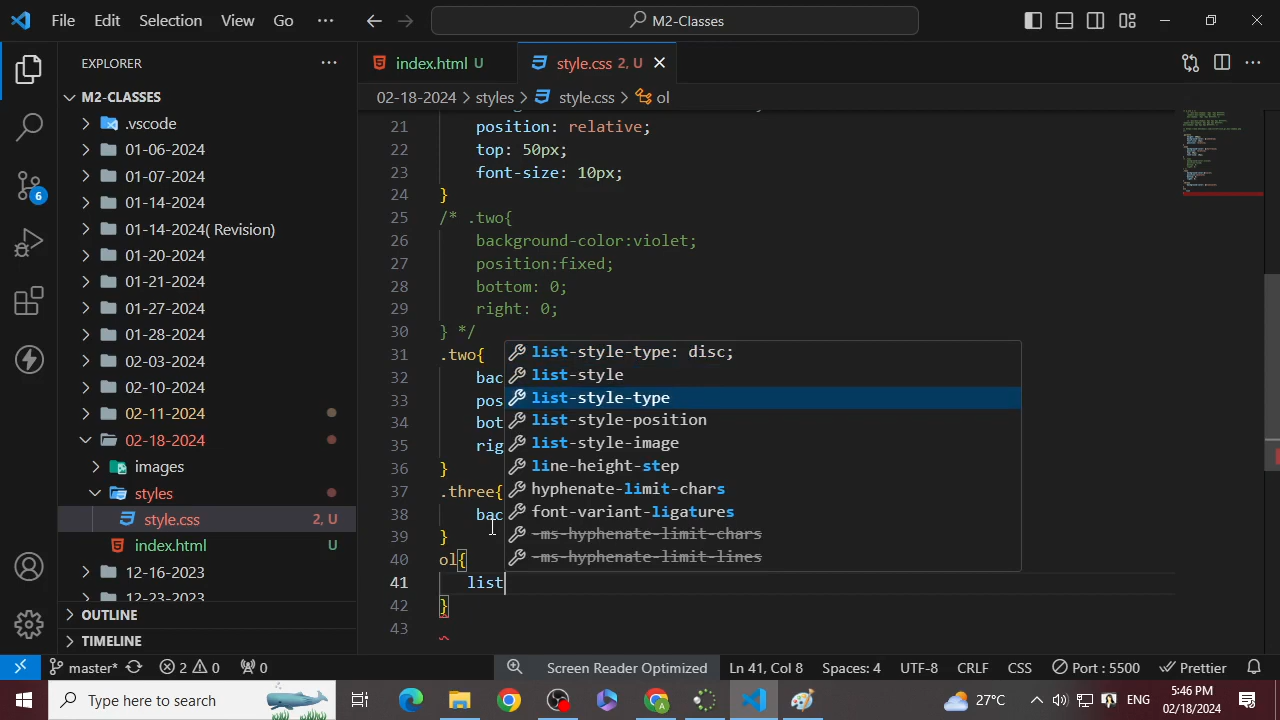 File Edit Selection View Go ··· M2-Classes
EXPLORER ···
M2-CLASSES
.vscode
01-06-2024
01-07-2024
01-14-2024
01-14-2024( Revision)
01-20-2024
01-21-2024
01-27-2024
01-28-2024
02-03-2024
02-10-2024
02-11-2024
02-18-2024
images
styles
style.css 2, U
index.html U
12-16-2023
12-23-2023
OUTLINE
TIMELINE
6
index.html U style.css 2, U
02-18-2024 > styles > style.css > ol
21 position: relative;
22 top: 50px;
23 font-size: 10px;
24 }
25 /* .two{
26 background-color:violet;
27 position:fixed;
28 bottom: 0;
29 right: 0;
30 } */
31 .two{
32 bac
33 pos
34 bot
35 rig
36 }
37 .three{
38 bac
39 }
40 ol{
41 list
42 }
43
list-style-type: disc;
list-style
list-style-type
list-style-position
list-style-image
line-height-step
hyphenate-limit-chars
font-variant-ligatures
-ms-hyphenate-limit-chars
-ms-hyphenate-limit-lines
master* 2 0 0 Screen Reader Optimized Ln 41, Col 8 Spaces: 4 UTF-8 CRLF CSS Port : 5500 Prettier
Type here to search 27°C ENG 5:46 PM
02/18/2024